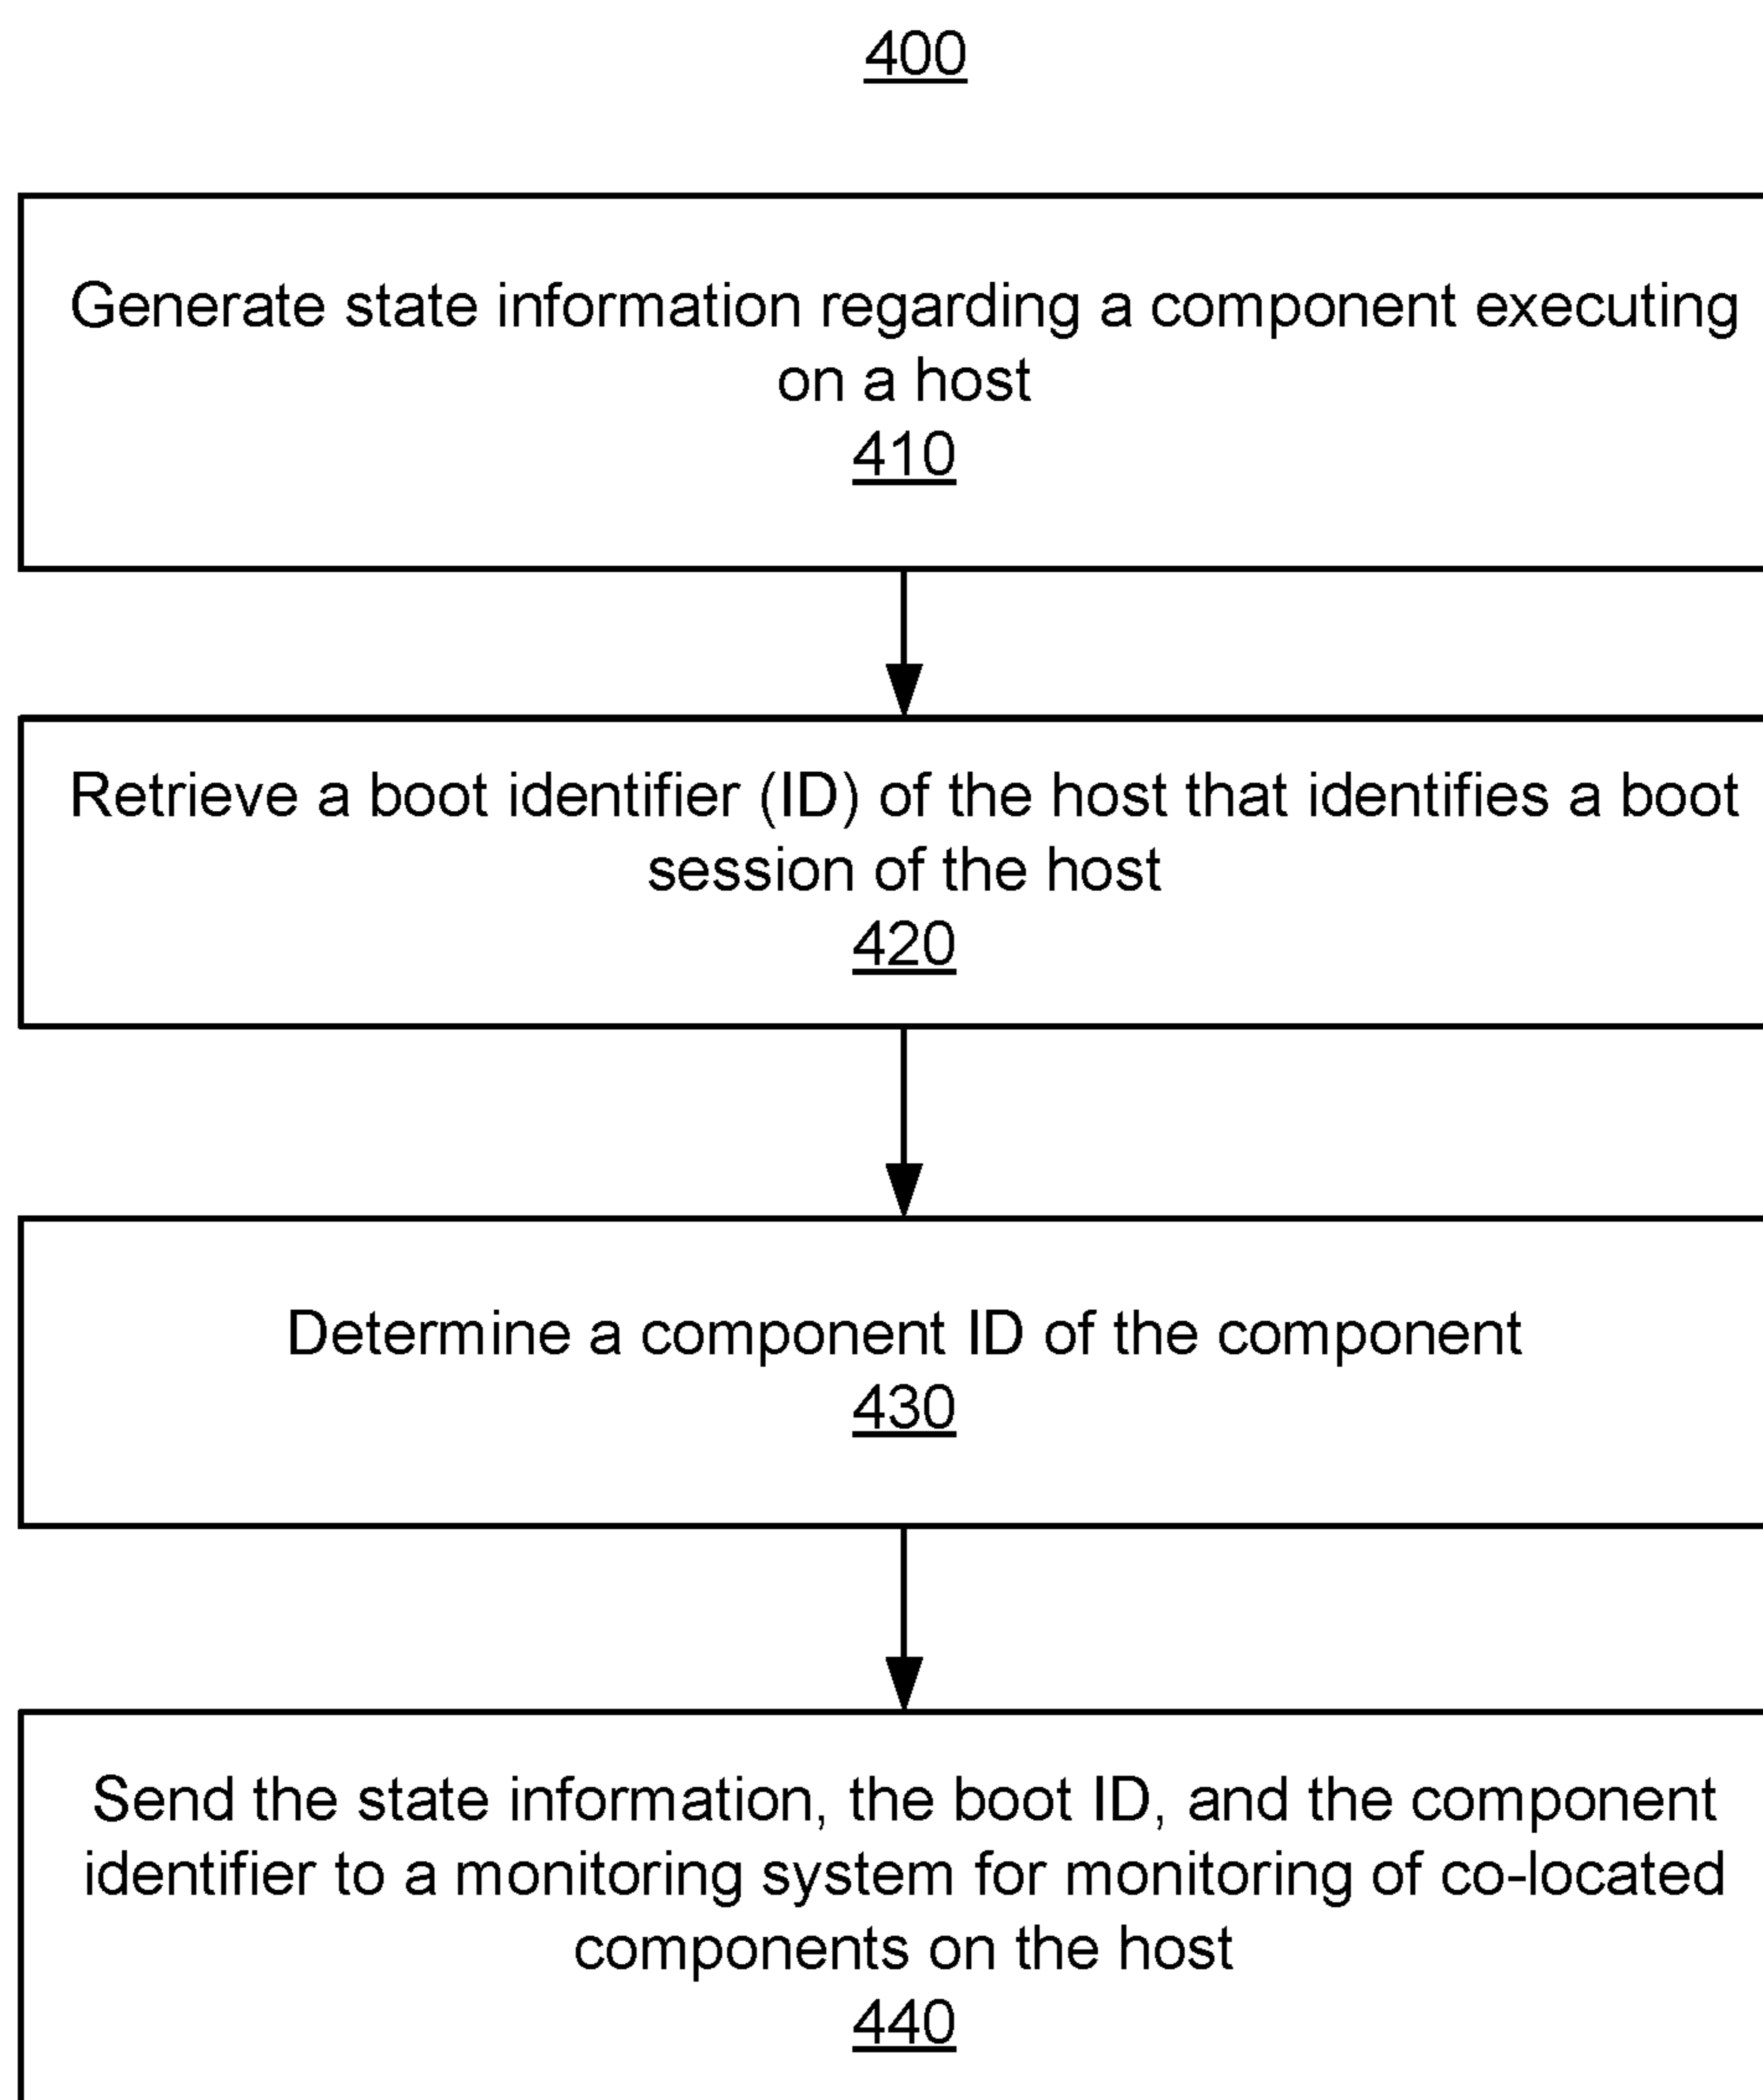 400
Generate state information regarding a component executing
on a host
410
Retrieve a boot identifier (ID) of the host that identifies a boot
session of the host
420
Determine a component ID of the component
430
Send the state information, the boot ID, and the component
identifier to a monitoring system for monitoring of co-located
components on the host
440